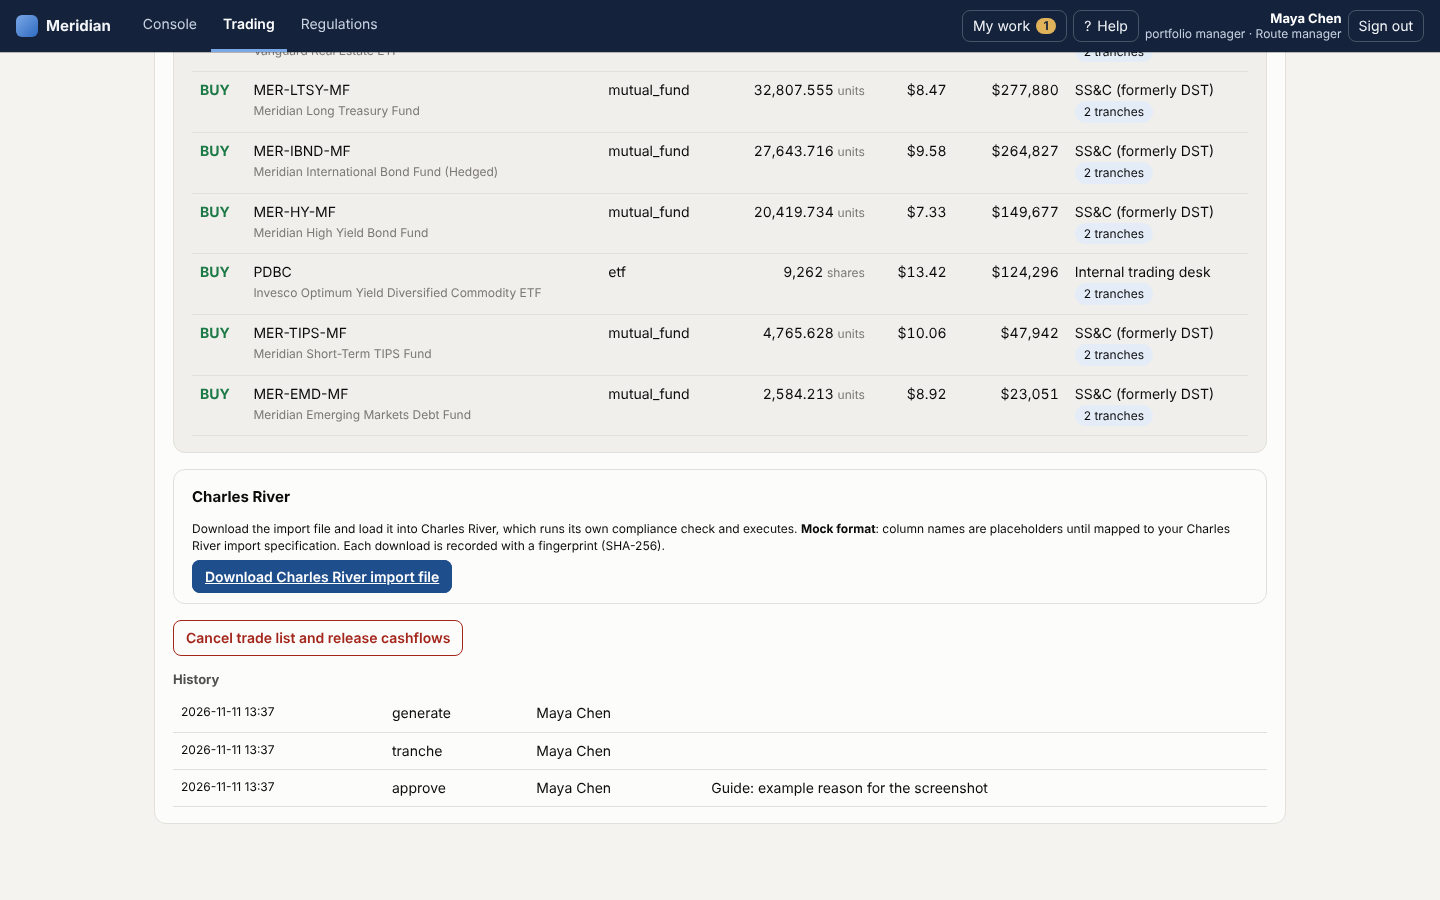 Meridian
Console
Trading
Regulations
My work 1
? Help
Maya Chen
portfolio manager · Route manager
Sign out
Vanguard Real Estate ETF
2 tranches
BUY MER-LTSY-MF mutual_fund 32,807.555 units $8.47 $277,880 SS&C (formerly DST)
Meridian Long Treasury Fund 2 tranches
BUY MER-IBND-MF mutual_fund 27,643.716 units $9.58 $264,827 SS&C (formerly DST)
Meridian International Bond Fund (Hedged) 2 tranches
BUY MER-HY-MF mutual_fund 20,419.734 units $7.33 $149,677 SS&C (formerly DST)
Meridian High Yield Bond Fund 2 tranches
BUY PDBC etf 9,262 shares $13.42 $124,296 Internal trading desk
Invesco Optimum Yield Diversified Commodity ETF 2 tranches
BUY MER-TIPS-MF mutual_fund 4,765.628 units $10.06 $47,942 SS&C (formerly DST)
Meridian Short-Term TIPS Fund 2 tranches
BUY MER-EMD-MF mutual_fund 2,584.213 units $8.92 $23,051 SS&C (formerly DST)
Meridian Emerging Markets Debt Fund 2 tranches
Charles River
Download the import file and load it into Charles River, which runs its own compliance check and executes. Mock format: column names are placeholders until mapped to your Charles
River import specification. Each download is recorded with a fingerprint (SHA-256).
Download Charles River import file
Cancel trade list and release cashflows
History
2026-11-11 13:37 generate Maya Chen
2026-11-11 13:37 tranche Maya Chen
2026-11-11 13:37 approve Maya Chen Guide: example reason for the screenshot